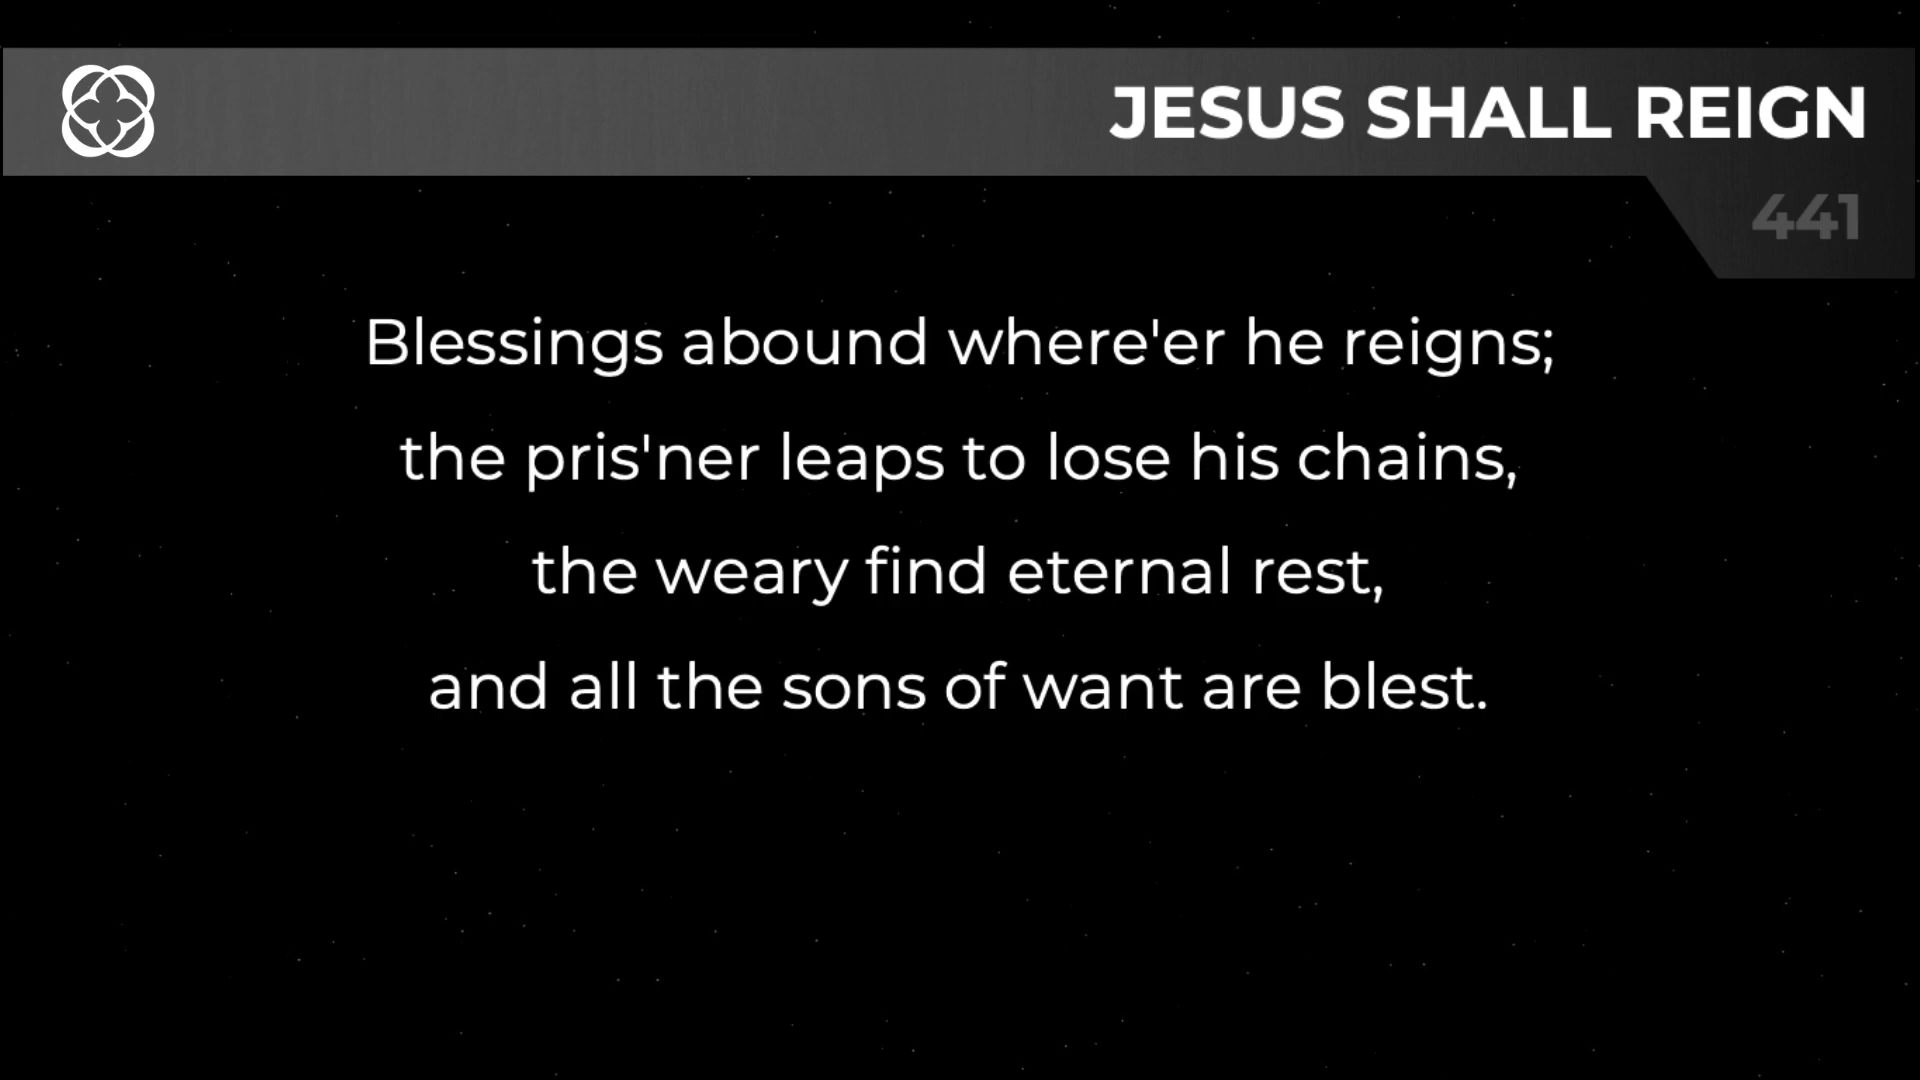 JESUS SHALL REIGN
441
Blessings abound where'er he reigns;
the pris'ner leaps to lose his chains,
the weary find eternal rest,
and all the sons of want are blest.